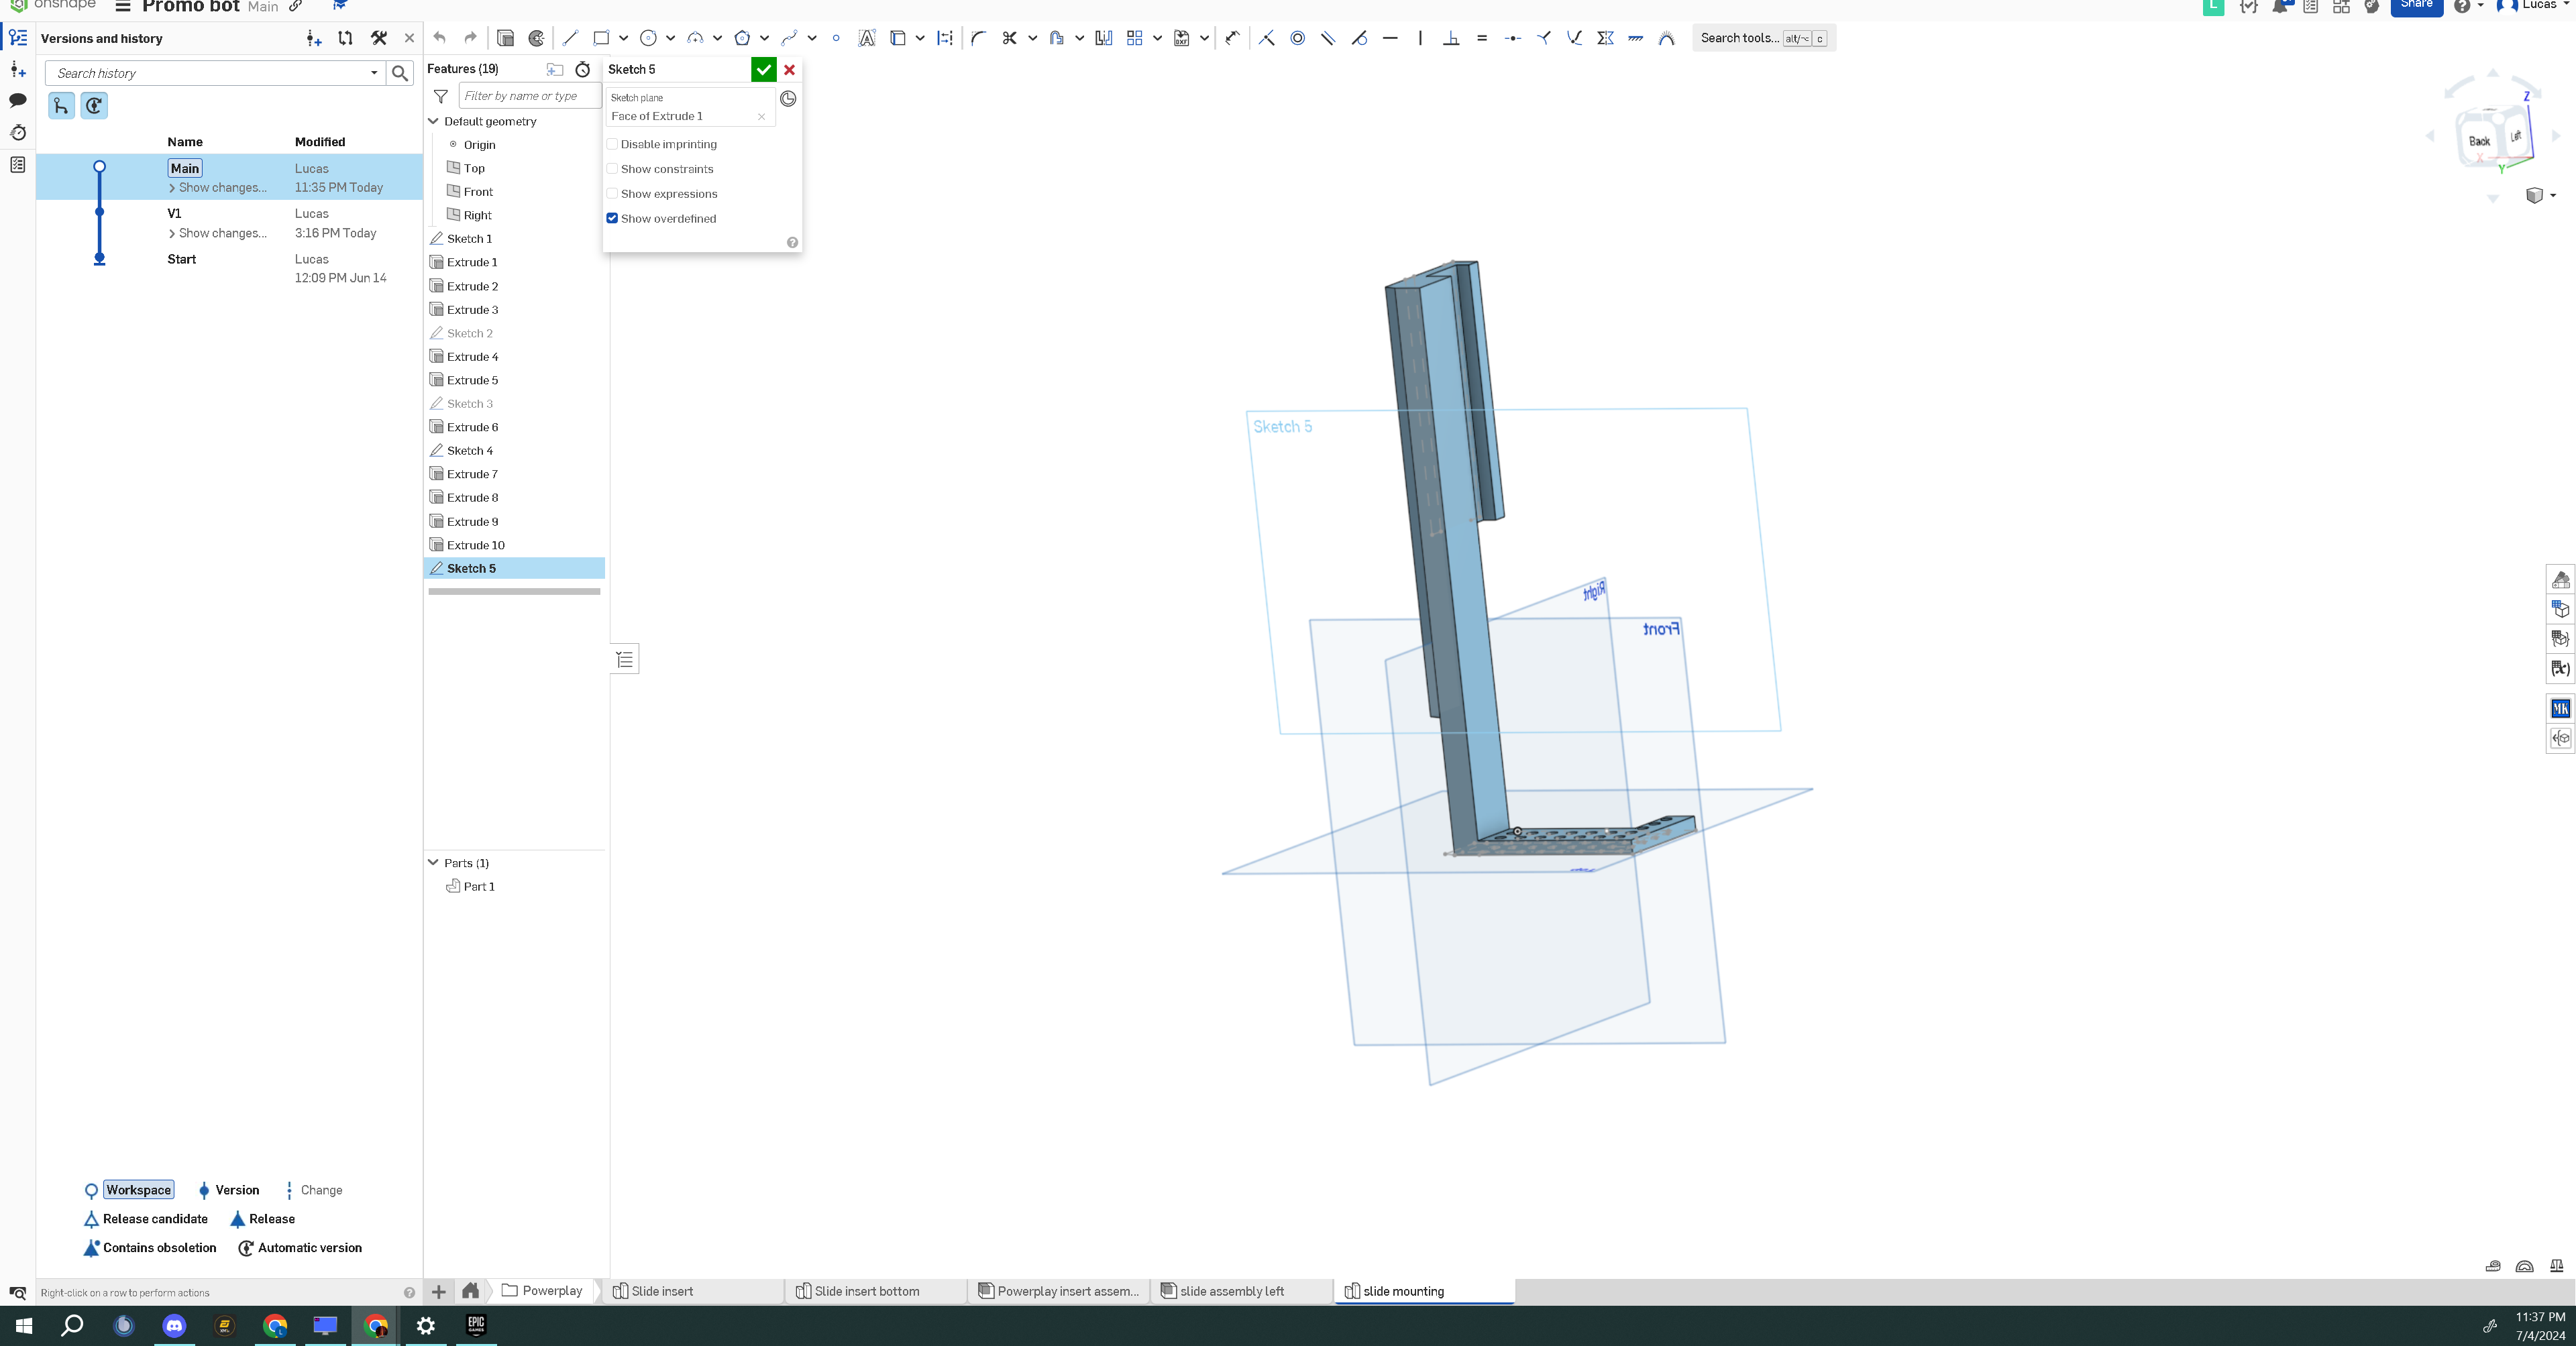 onshape
Promo bot Main
L
Share
Lucas
Versions and history
Search history
Name Modified
Main Lucas
Show changes... 11:35 PM Today
V1 Lucas
Show changes... 3:16 PM Today
Start Lucas
12:09 PM Jun 14
Workspace Version Change
Release candidate Release
Contains obsoletion Automatic version
Right-click on a row to perform actions
Search tools... alt/⌥ c
Features (19)
Filter by name or type
Default geometry
Origin
Top
Front
Right
Sketch 1
Extrude 1
Extrude 2
Extrude 3
Sketch 2
Extrude 4
Extrude 5
Sketch 3
Extrude 6
Sketch 4
Extrude 7
Extrude 8
Extrude 9
Extrude 10
Sketch 5
Parts (1)
Part 1
Sketch 5
Sketch plane
Face of Extrude 1
Disable imprinting
Show constraints
Show expressions
Show overdefined
Sketch 5
Right
Front
Z
Back Left
X
Y
MK
Powerplay Slide insert Slide insert bottom Powerplay insert assem... slide assembly left slide mounting
EPIC
GAMES
11:37 PM
7/4/2024